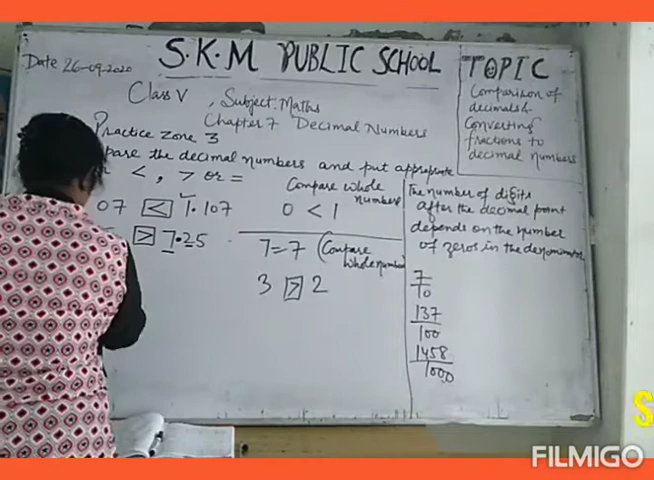 Date 26-09-2020
S.K.M PUBLIC SCHOOL
Class V , Subject: Maths
Chapter 7 Decimal Numbers
Practice Zone 3
pare the decimal numbers and put appropriate
< , > or =
07 < 1.107
> 7.25
Compare whole numbers
0 < 1
7=7 (Compare whole number
3 > 2
TOPIC
Comparison of
decimals &
Converting
fractions to
decimal numbers
The number of digits
after the decimal point
depends on the number
of zeros in the denominator
7
10
137
100
1458
1000
S
FILMIGO